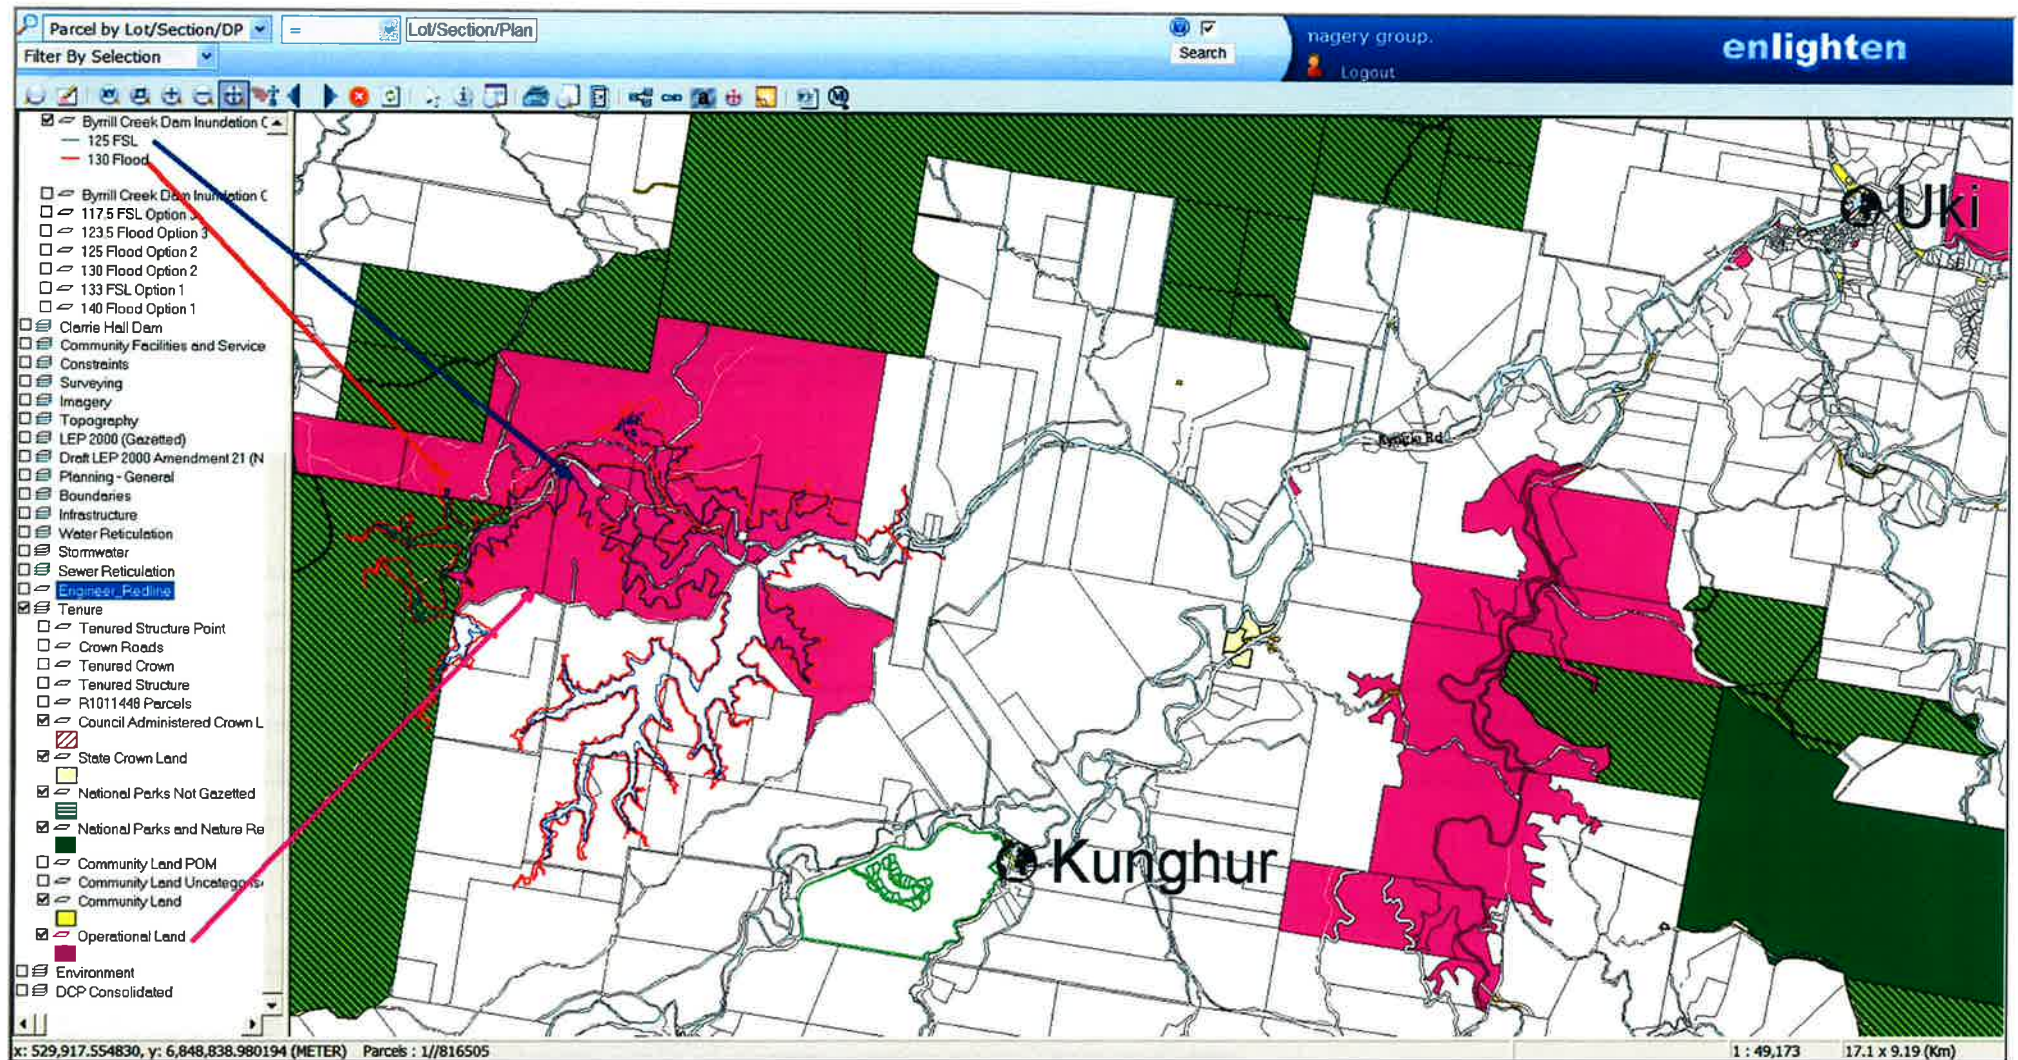 Parcel by Lot/Section/DP
=
Lot/Section/Plan
Search
nagery group.
Logout
enlighten
Filter By Selection
Byrrill Creek Dam Inundation C
125 FSL
130 Flood
Byrrill Creek Dam Inundation C
117.5 FSL Option 3
123.5 Flood Option 3
125 Flood Option 2
130 Flood Option 2
133 FSL Option 1
140 Flood Option 1
Clarrie Hall Dam
Community Facilities and Service
Constraints
Surveying
Imagery
Topography
LEP 2000 (Gazetted)
Draft LEP 2000 Amendment 21 (N
Planning - General
Boundaries
Infrastructure
Water Reticulation
Stormwater
Sewer Reticulation
Engineer_Redline
Tenure
Tenured Structure Point
Crown Roads
Tenured Crown
Tenured Structure
R1011448 Parcels
Council Administered Crown L
State Crown Land
National Parks Not Gazetted
National Parks and Nature Re
Community Land POM
Community Land Uncategoris
Community Land
Operational Land
Environment
DCP Consolidated
Uki
Kyogle Rd
Kunghur
x: 529,917.554830, y: 6,848,838.980194 (METER) Parcels : 1//816505
1 : 49,173
17.1 x 9.19 (Km)